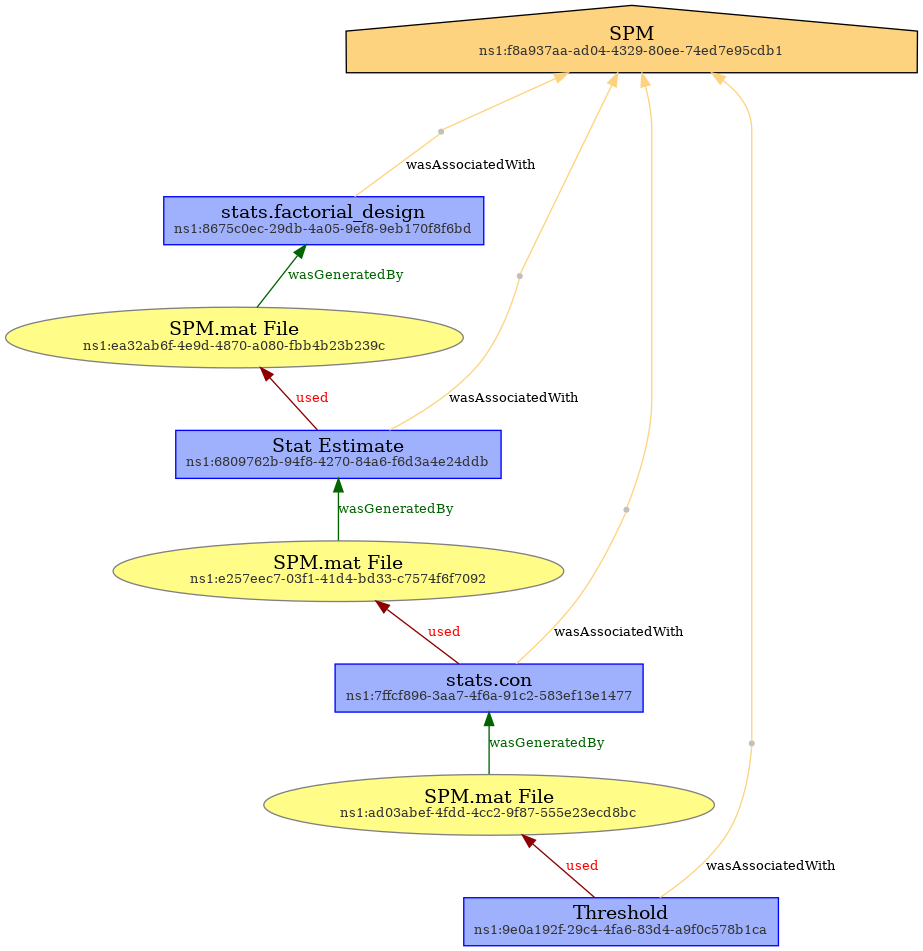 SPM
ns1:f8a937aa-ad04-4329-80ee-74ed7e95cdb1
wasAssociatedWith
stats.factorial_design
ns1:8675c0ec-29db-4a05-9ef8-9eb170f8f6bd
wasGeneratedBy
SPM.mat File
ns1:ea32ab6f-4e9d-4870-a080-fbb4b23b239c
used
wasAssociatedWith
Stat Estimate
ns1:6809762b-94f8-4270-84a6-f6d3a4e24ddb
wasGeneratedBy
SPM.mat File
ns1:e257eec7-03f1-41d4-bd33-c7574f6f7092
used
wasAssociatedWith
stats.con
ns1:7ffcf896-3aa7-4f6a-91c2-583ef13e1477
wasGeneratedBy
SPM.mat File
ns1:ad03abef-4fdd-4cc2-9f87-555e23ecd8bc
used
wasAssociatedWith
Threshold
ns1:9e0a192f-29c4-4fa6-83d4-a9f0c578b1ca